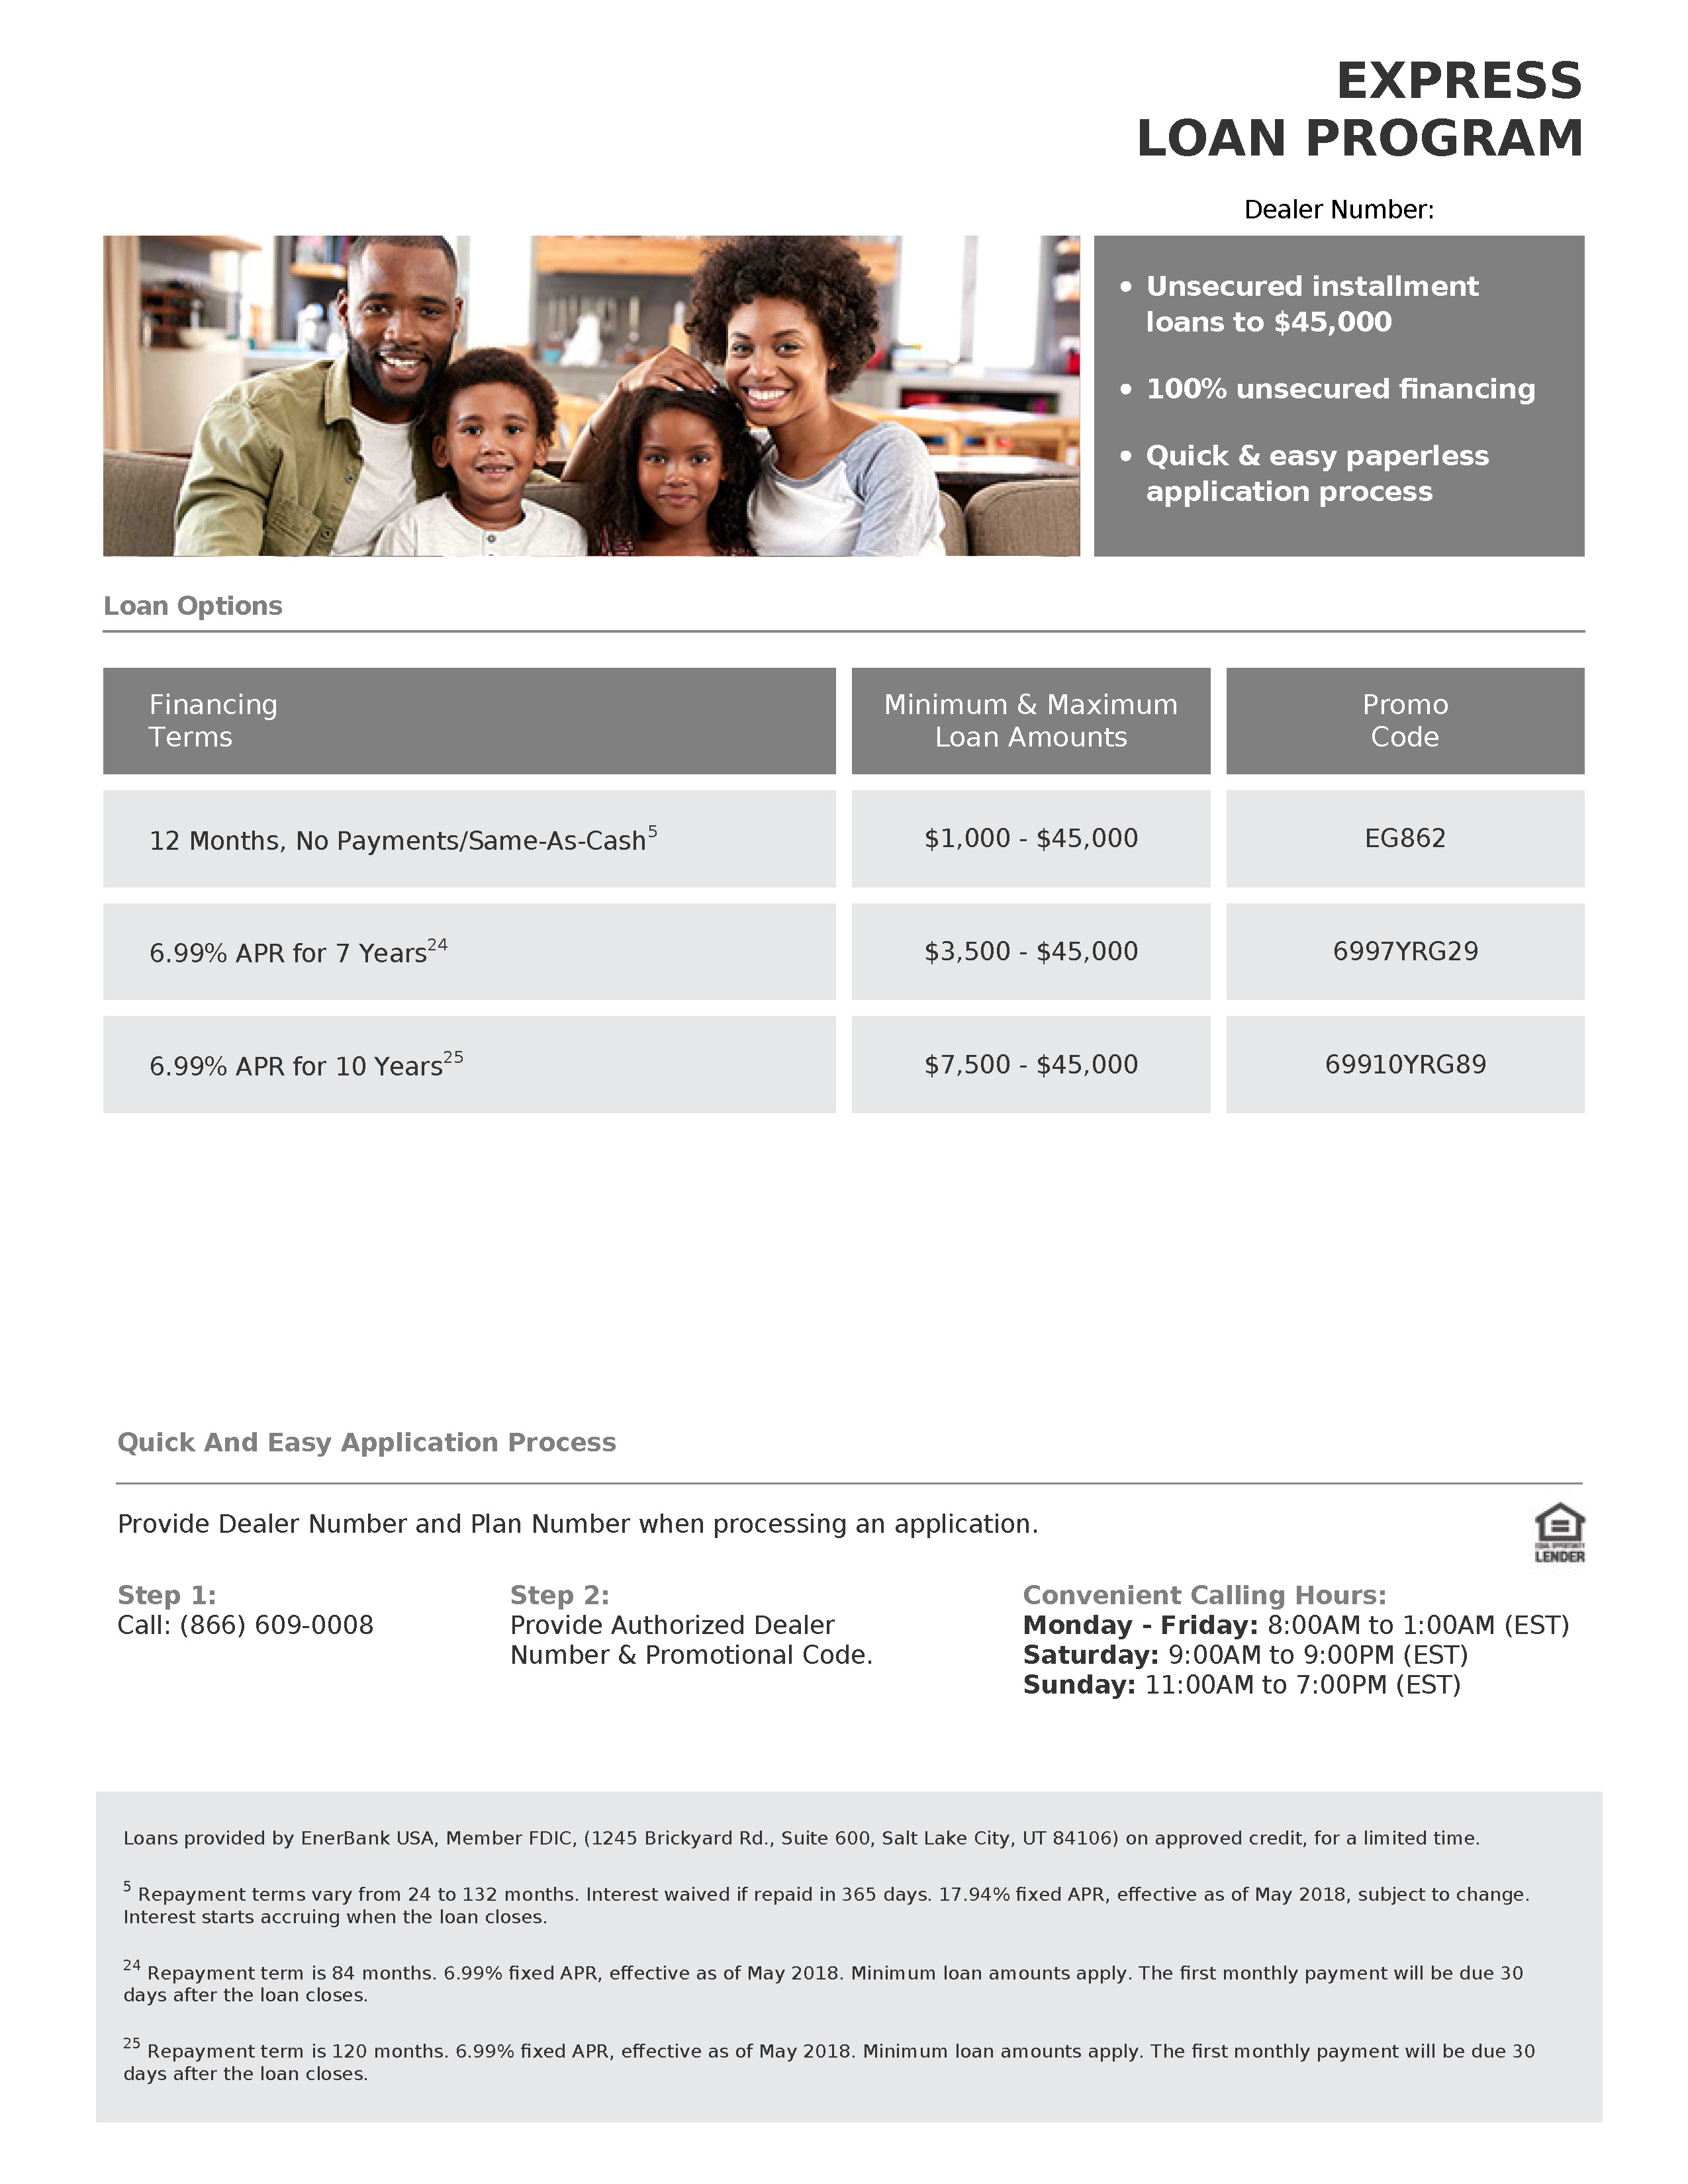 EXPRESS
LOAN PROGRAM
Dealer Number:
• Unsecured installment
loans to $45,000
• 100% unsecured financing
• Quick & easy paperless
application process
Loan Options
Financing
Terms
Minimum & Maximum
Loan Amounts
Promo
Code
12 Months, No Payments/Same-As-Cash5 $1,000 - $45,000 EG862
6.99% APR for 7 Years24 $3,500 - $45,000 6997YRG29
6.99% APR for 10 Years25 $7,500 - $45,000 69910YRG89
Quick And Easy Application Process
Provide Dealer Number and Plan Number when processing an application.
EQUAL OPPORTUNITY
LENDER
Step 1:
Call: (866) 609-0008
Step 2:
Provide Authorized Dealer
Number & Promotional Code.
Convenient Calling Hours:
Monday - Friday: 8:00AM to 1:00AM (EST)
Saturday: 9:00AM to 9:00PM (EST)
Sunday: 11:00AM to 7:00PM (EST)
Loans provided by EnerBank USA, Member FDIC, (1245 Brickyard Rd., Suite 600, Salt Lake City, UT 84106) on approved credit, for a limited time.
5 Repayment terms vary from 24 to 132 months. Interest waived if repaid in 365 days. 17.94% fixed APR, effective as of May 2018, subject to change.
Interest starts accruing when the loan closes.
24 Repayment term is 84 months. 6.99% fixed APR, effective as of May 2018. Minimum loan amounts apply. The first monthly payment will be due 30
days after the loan closes.
25 Repayment term is 120 months. 6.99% fixed APR, effective as of May 2018. Minimum loan amounts apply. The first monthly payment will be due 30
days after the loan closes.